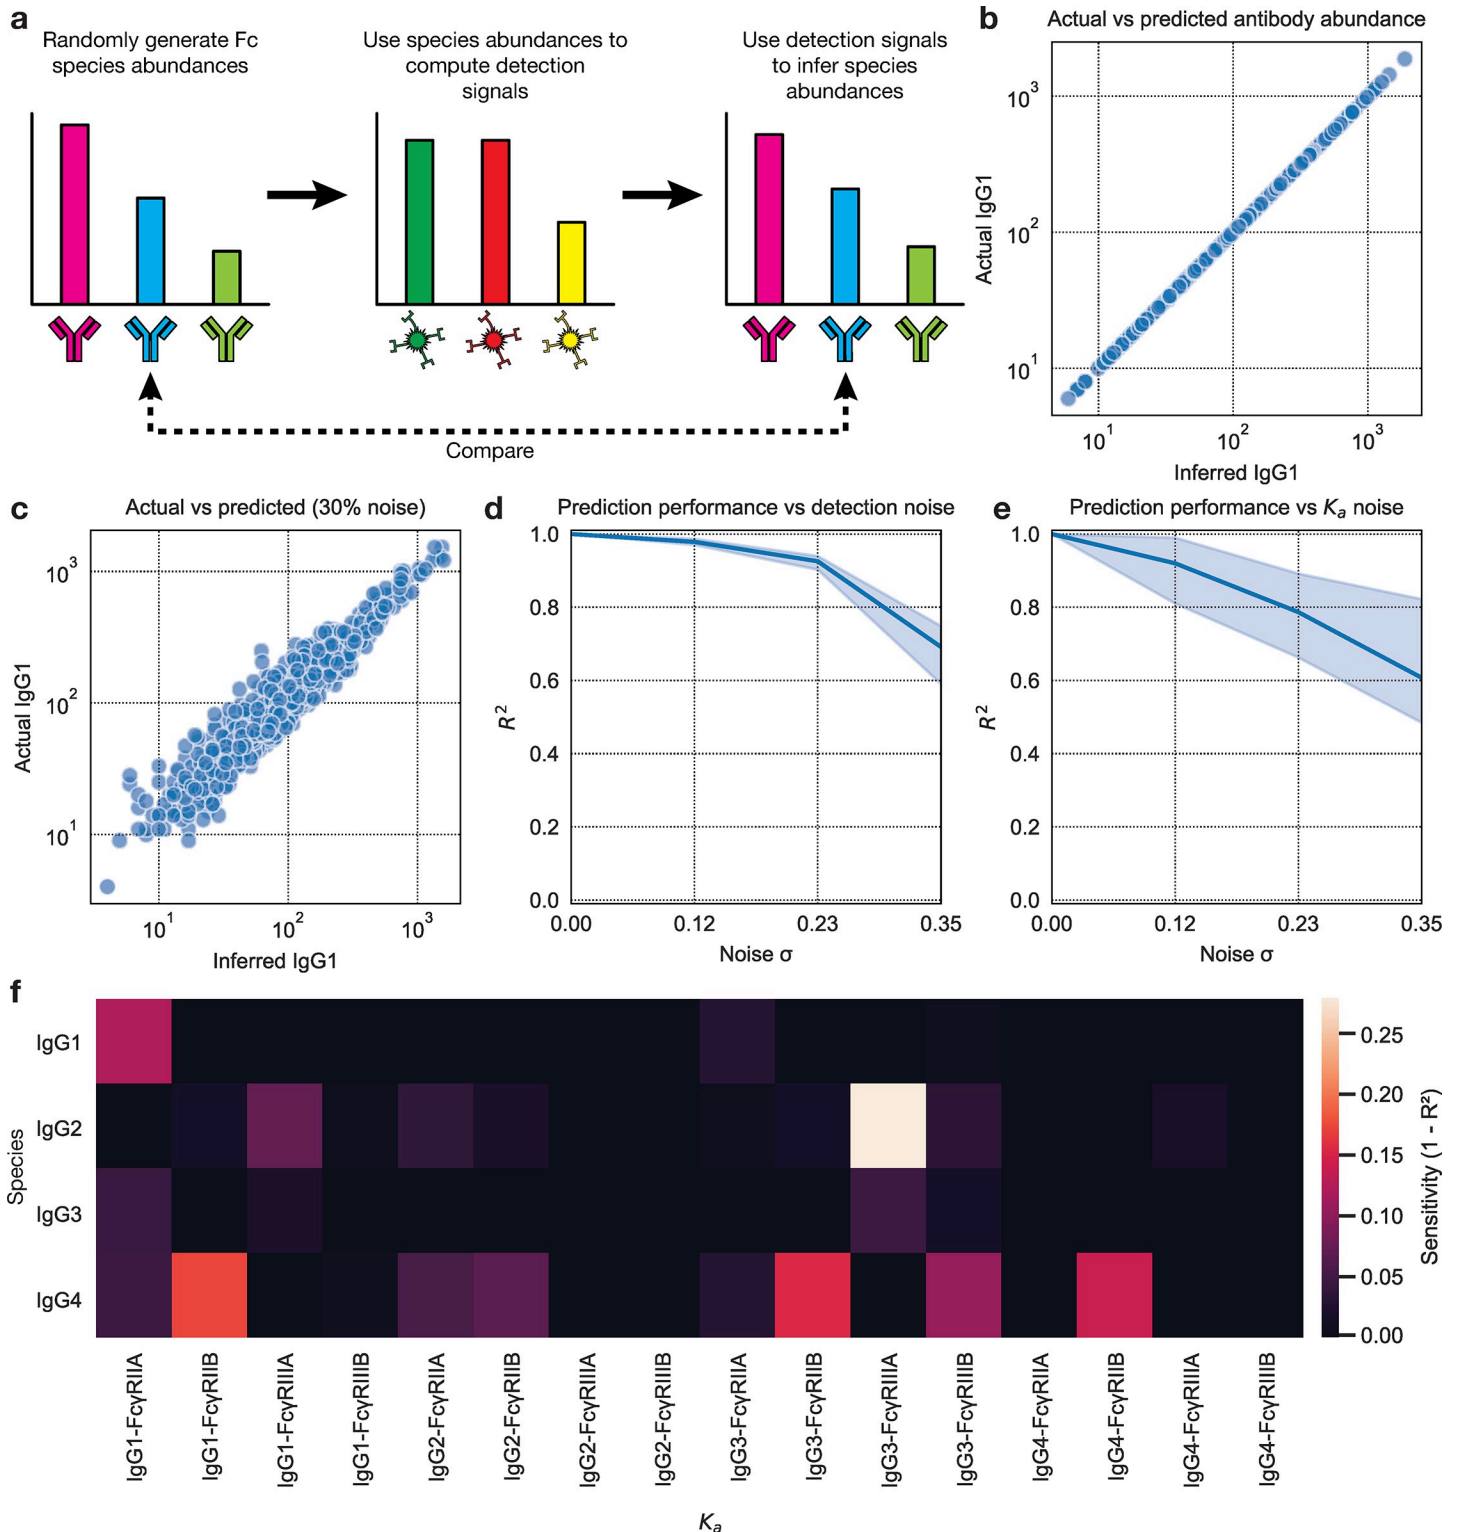 a
Randomly generate Fc
species abundances
Use species abundances to
compute detection
signals
Use detection signals
to infer species
abundances
Compare
b
Actual vs predicted antibody abundance
Actual IgG1
10³
10²
10¹
10¹ 10² 10³
Inferred IgG1
c
Actual vs predicted (30% noise)
Actual IgG1
10³
10²
10¹
10¹ 10² 10³
Inferred IgG1
d
Prediction performance vs detection noise
R²
1.0
0.8
0.6
0.4
0.2
0.0
0.00 0.12 0.23 0.35
Noise σ
e
Prediction performance vs Kₐ noise
R²
1.0
0.8
0.6
0.4
0.2
0.0
0.00 0.12 0.23 0.35
Noise σ
f
Species
IgG1
IgG2
IgG3
IgG4
IgG1-FcγRIIA
IgG1-FcγRIIB
IgG1-FcγRIIIA
IgG1-FcγRIIIB
IgG2-FcγRIIA
IgG2-FcγRIIB
IgG2-FcγRIIIA
IgG2-FcγRIIIB
IgG3-FcγRIIA
IgG3-FcγRIIB
IgG3-FcγRIIIA
IgG3-FcγRIIIB
IgG4-FcγRIIA
IgG4-FcγRIIB
IgG4-FcγRIIIA
IgG4-FcγRIIIB
Kₐ
0.25
0.20
0.15
0.10
0.05
0.00
Sensitivity (1 - R²)